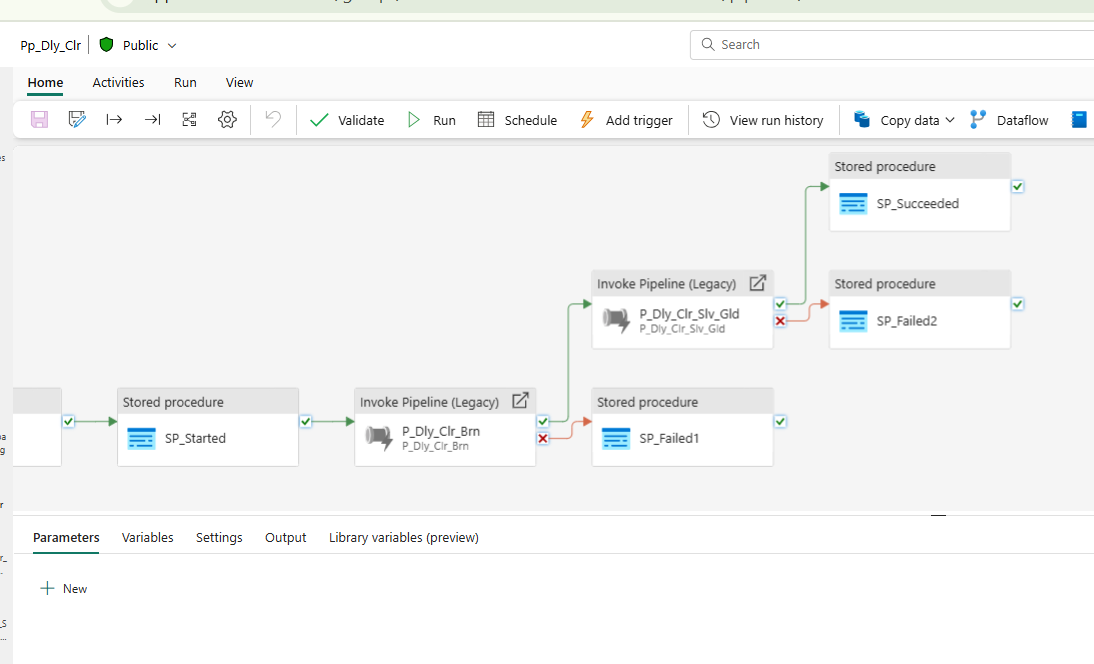 Pp_Dly_Clr Public
Search
Home Activities Run View
Validate Run Schedule Add trigger View run history Copy data Dataflow
Stored procedure
SP_Succeeded
Invoke Pipeline (Legacy)
P_Dly_Clr_Slv_Gld
P_Dly_Clr_Slv_Gld
Stored procedure
SP_Failed2
Stored procedure
SP_Started
Invoke Pipeline (Legacy)
P_Dly_Clr_Brn
P_Dly_Clr_Brn
Stored procedure
SP_Failed1
Parameters Variables Settings Output Library variables (preview)
New